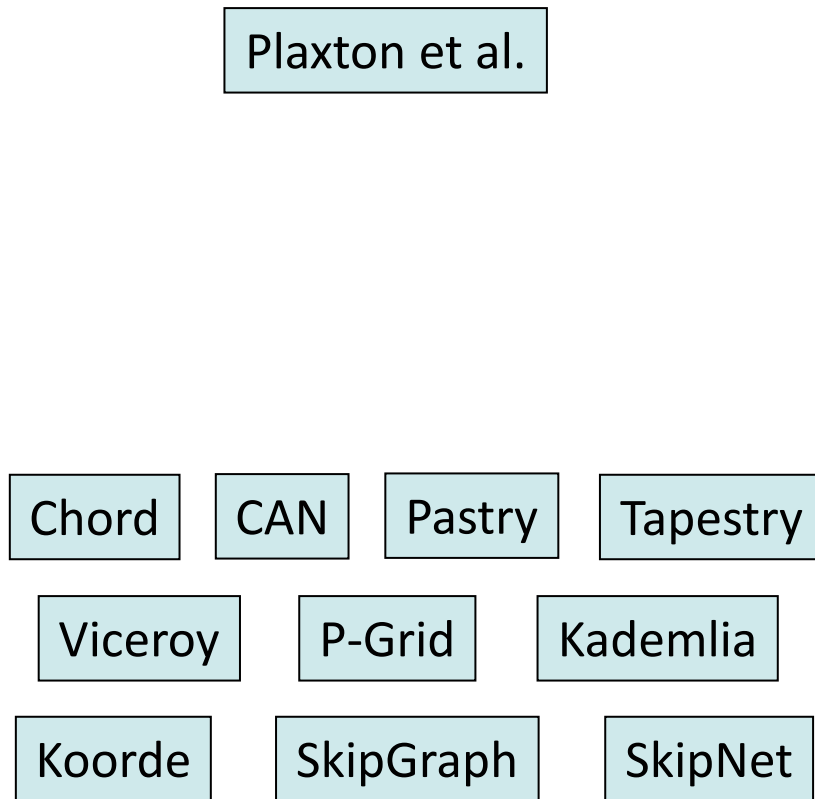 Plaxton et al.
Chord CAN Pastry Tapestry
Viceroy P-Grid Kademlia
Koorde SkipGraph SkipNet